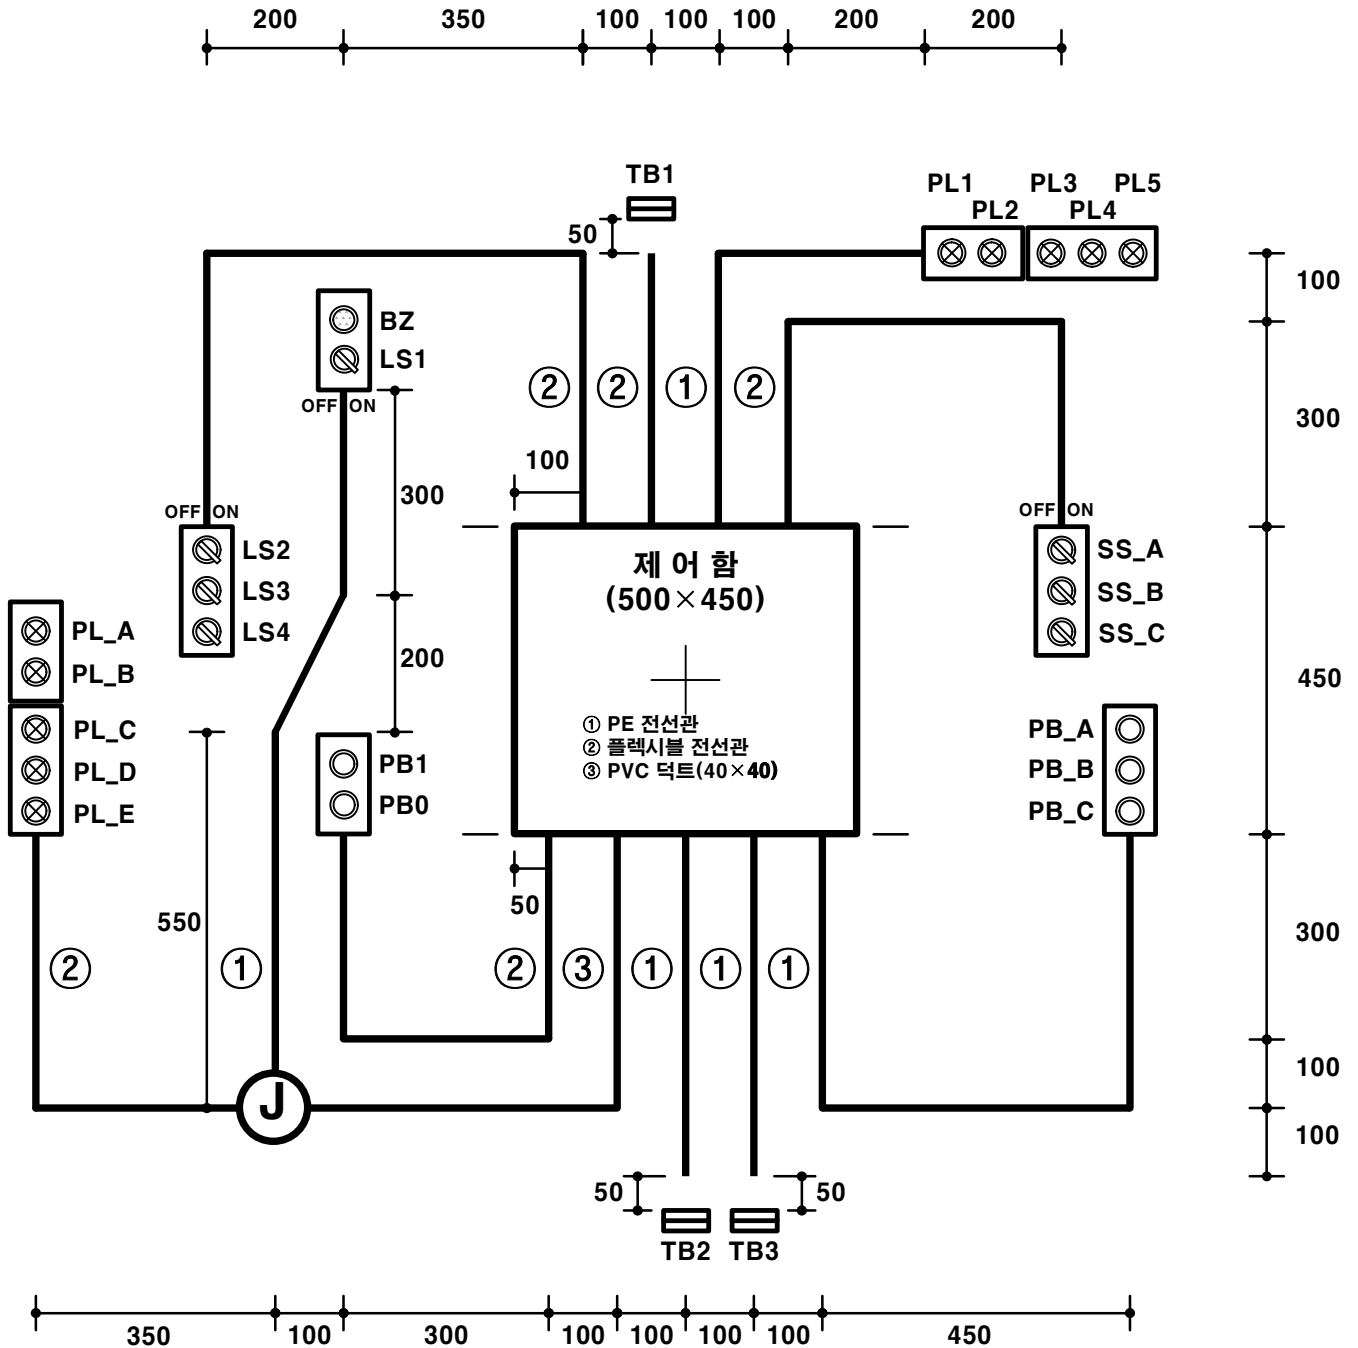 200 350 100 100 100 200 200
TB1
PL1 PL3 PL5
PL2 PL4
50
100
BZ
LS1
OFF ON
② ② ① ②
300
100
300
OFF ON
OFF ON
LS2
LS3
LS4
제 어 함
(500×450)
SS_A
SS_B
SS_C
PL_A
PL_B
200
450
PL_C
PL_D
PL_E
PB1
PB0
① PE 전선관
② 플렉시블 전선관
③ PVC 덕트(40×40)
PB_A
PB_B
PB_C
50
550
300
② ① ② ③ ① ① ①
100
J
100
50 50
TB2 TB3
350 100 300 100 100 100 100 450